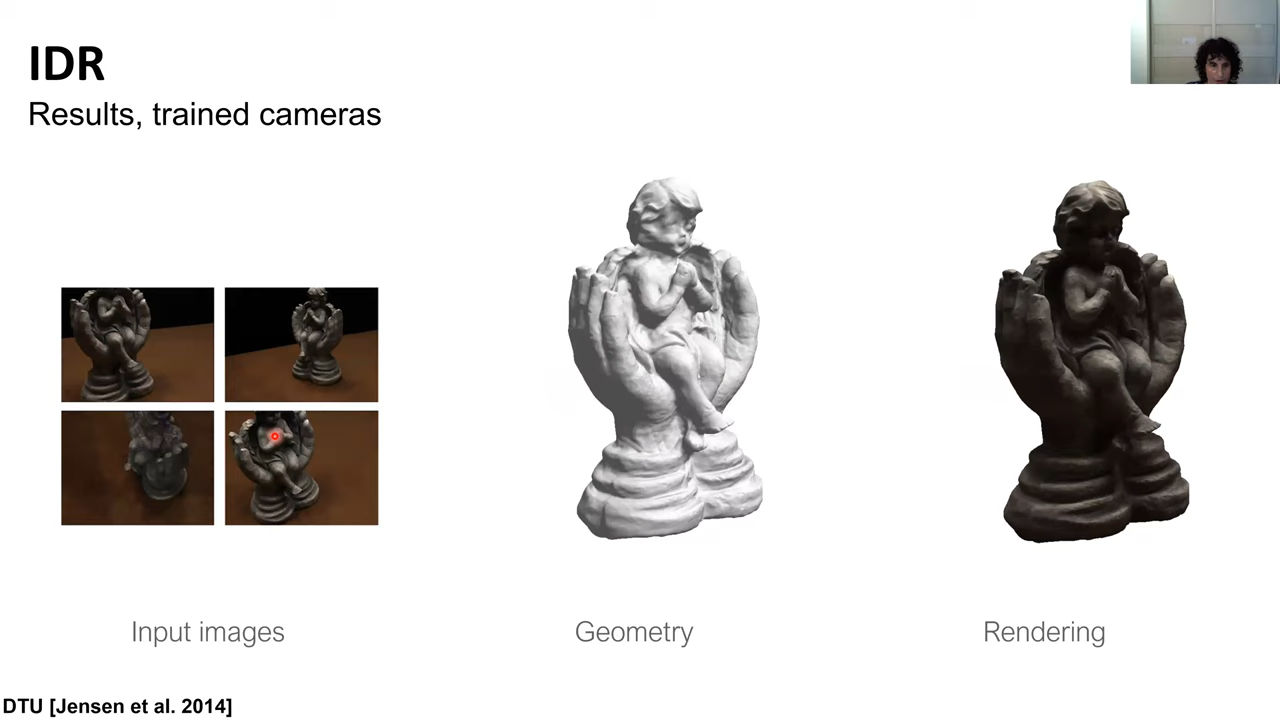 IDR
Results, trained cameras
Input images
Geometry
Rendering
DTU [Jensen et al. 2014]